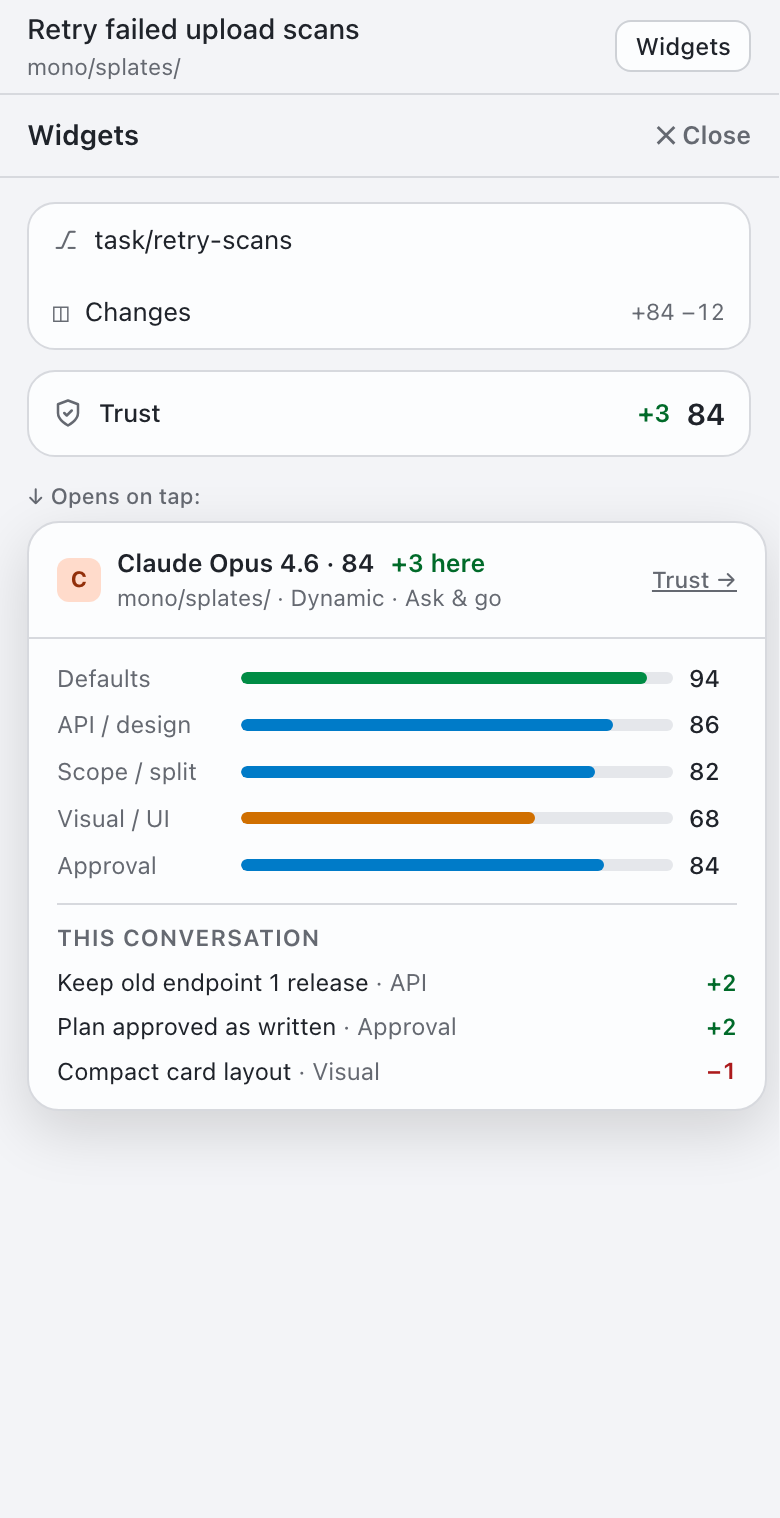 Retry failed upload scans
mono/splates/
Widgets
Widgets
Close
task/retry-scans
Changes +84 −12
Trust +3 84
↓ Opens on tap:
C
Claude Opus 4.6 · 84 +3 here
mono/splates/ · Dynamic · Ask & go
Trust →
Defaults 94
API / design 86
Scope / split 82
Visual / UI 68
Approval 84
THIS CONVERSATION
Keep old endpoint 1 release · API +2
Plan approved as written · Approval +2
Compact card layout · Visual −1